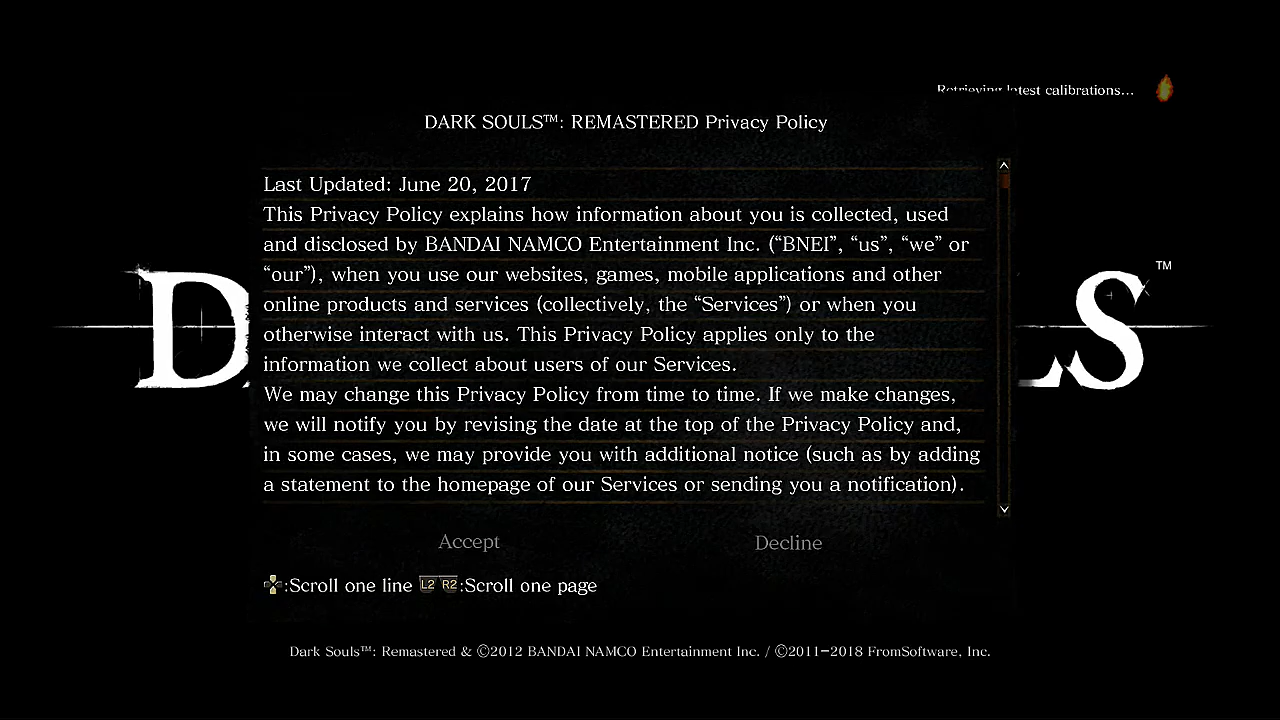 Retrieving latest calibrations...
DARK SOULS™: REMASTERED Privacy Policy
Last Updated: June 20, 2017
This Privacy Policy explains how information about you is collected, used
and disclosed by BANDAI NAMCO Entertainment Inc. (“BNEI”, “us”, “we” or
“our”), when you use our websites, games, mobile applications and other
online products and services (collectively, the “Services”) or when you
otherwise interact with us. This Privacy Policy applies only to the
information we collect about users of our Services.
We may change this Privacy Policy from time to time. If we make changes,
we will notify you by revising the date at the top of the Privacy Policy and,
in some cases, we may provide you with additional notice (such as by adding
a statement to the homepage of our Services or sending you a notification).
D LS™
Accept Decline
:Scroll one line L2 R2:Scroll one page
Dark Souls™: Remastered & ©2012 BANDAI NAMCO Entertainment Inc. / ©2011-2018 FromSoftware, Inc.